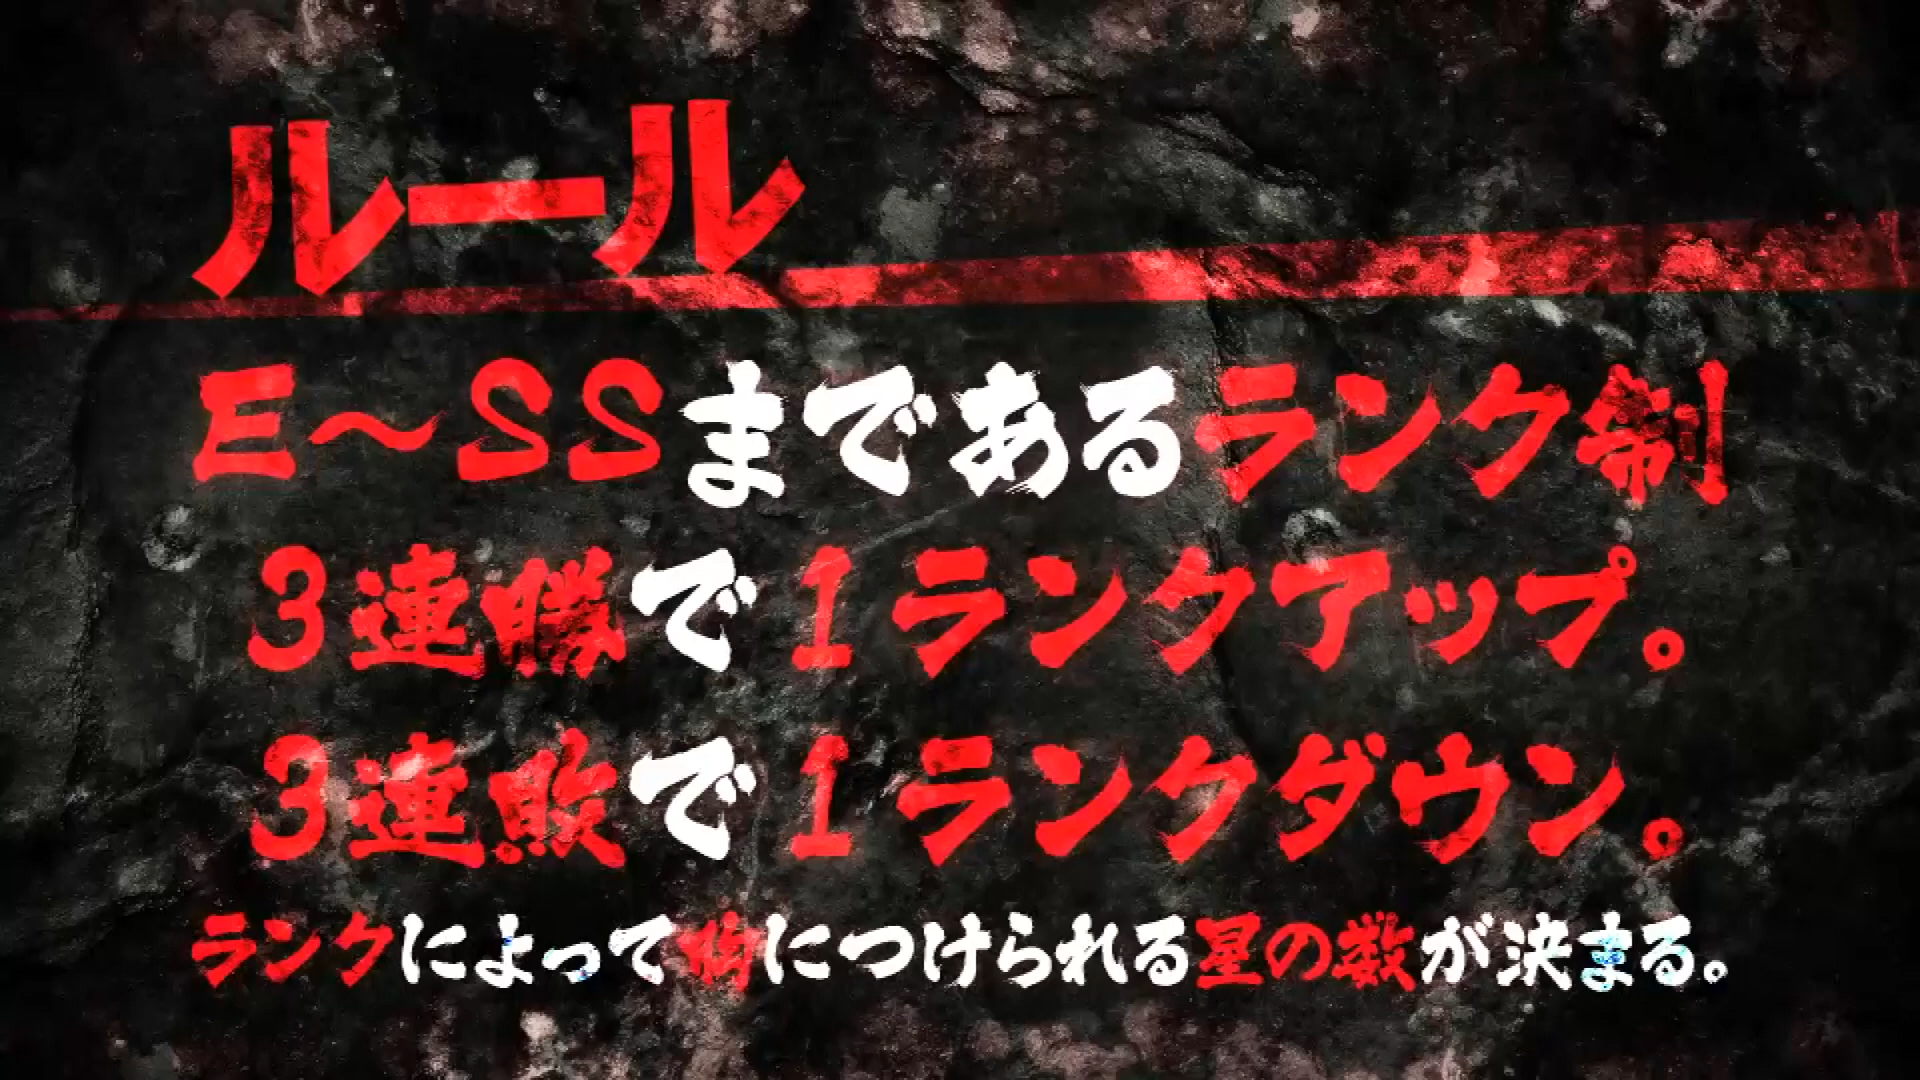 ルール
E～SSまであるランク制
3連勝で1ランクアップ。
3連敗で1ランクダウン。
ランクによって胸につけられる星の数が決まる。